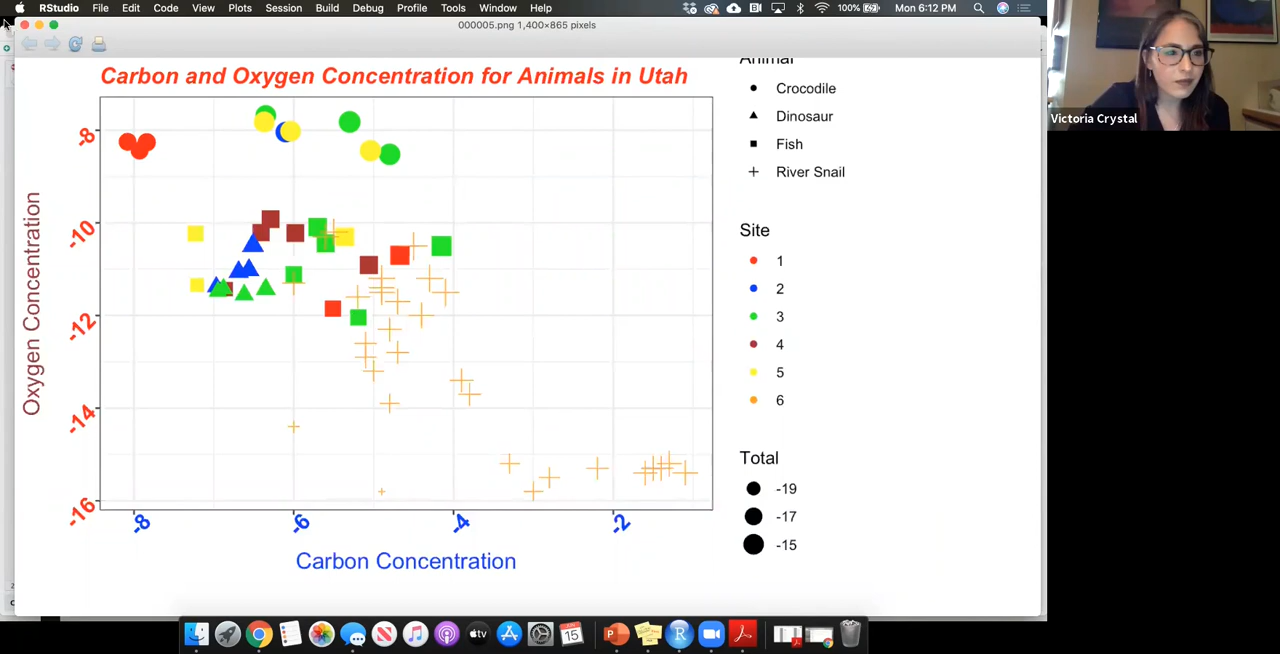 RStudio File Edit Code View Plots Session Build Debug Profile Tools Window Help 100% Mon 6:12 PM
000005.png 1,400×865 pixels
Victoria Crystal
Carbon and Oxygen Concentration for Animals in Utah
Animal
Crocodile
Dinosaur
Fish
River Snail
Site
1
2
3
4
5
6
Total
-19
-17
-15
Oxygen Concentration
-8
-10
-12
-14
-16
-8 -6 -4 -2
Carbon Concentration
tv
15